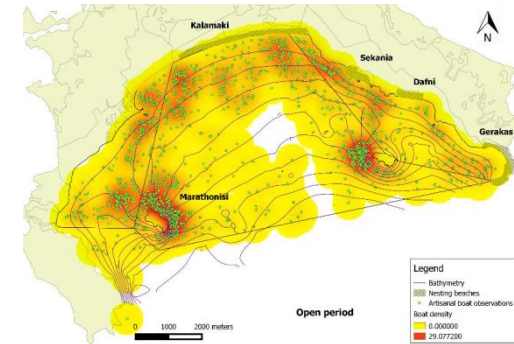 Kalamaki
N
Sekania
Dafni
Gerakas
Marathonisi
Legend
Bathymetry
Nesting beaches
Artisanal boat observations
Boat density
0.000000
29.077200
Open period
0 1000 2000 meters